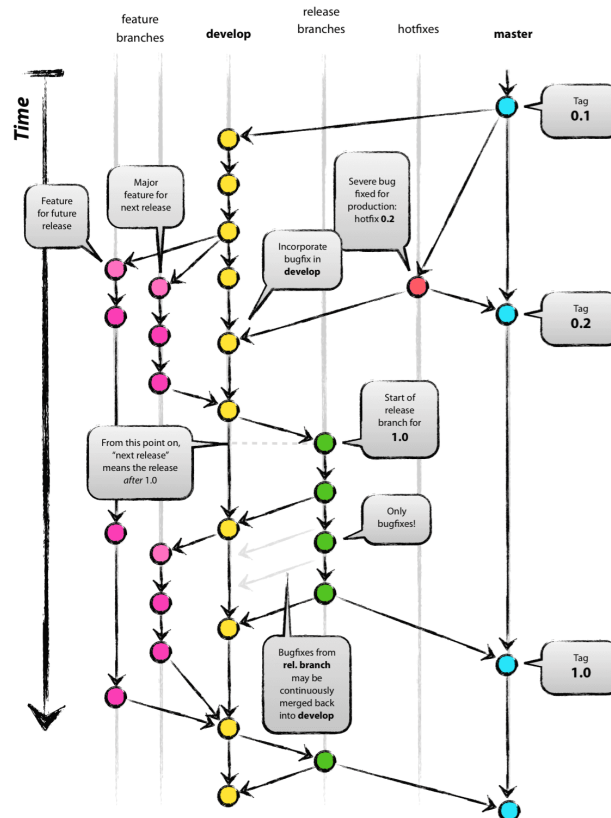 feature
branches
develop
release
branches
hotfixes
master
Time
Tag
0.1
Feature
for future
release
Major
feature for
next release
Severe bug
fixed for
production:
hotfix 0.2
Incorporate
bugfix in
develop
Tag
0.2
Start of
release
branch for
1.0
From this point on,
“next release”
means the release
after 1.0
Only
bugfixes!
Bugfixes from
rel. branch
may be
continuously
merged back
into develop
Tag
1.0